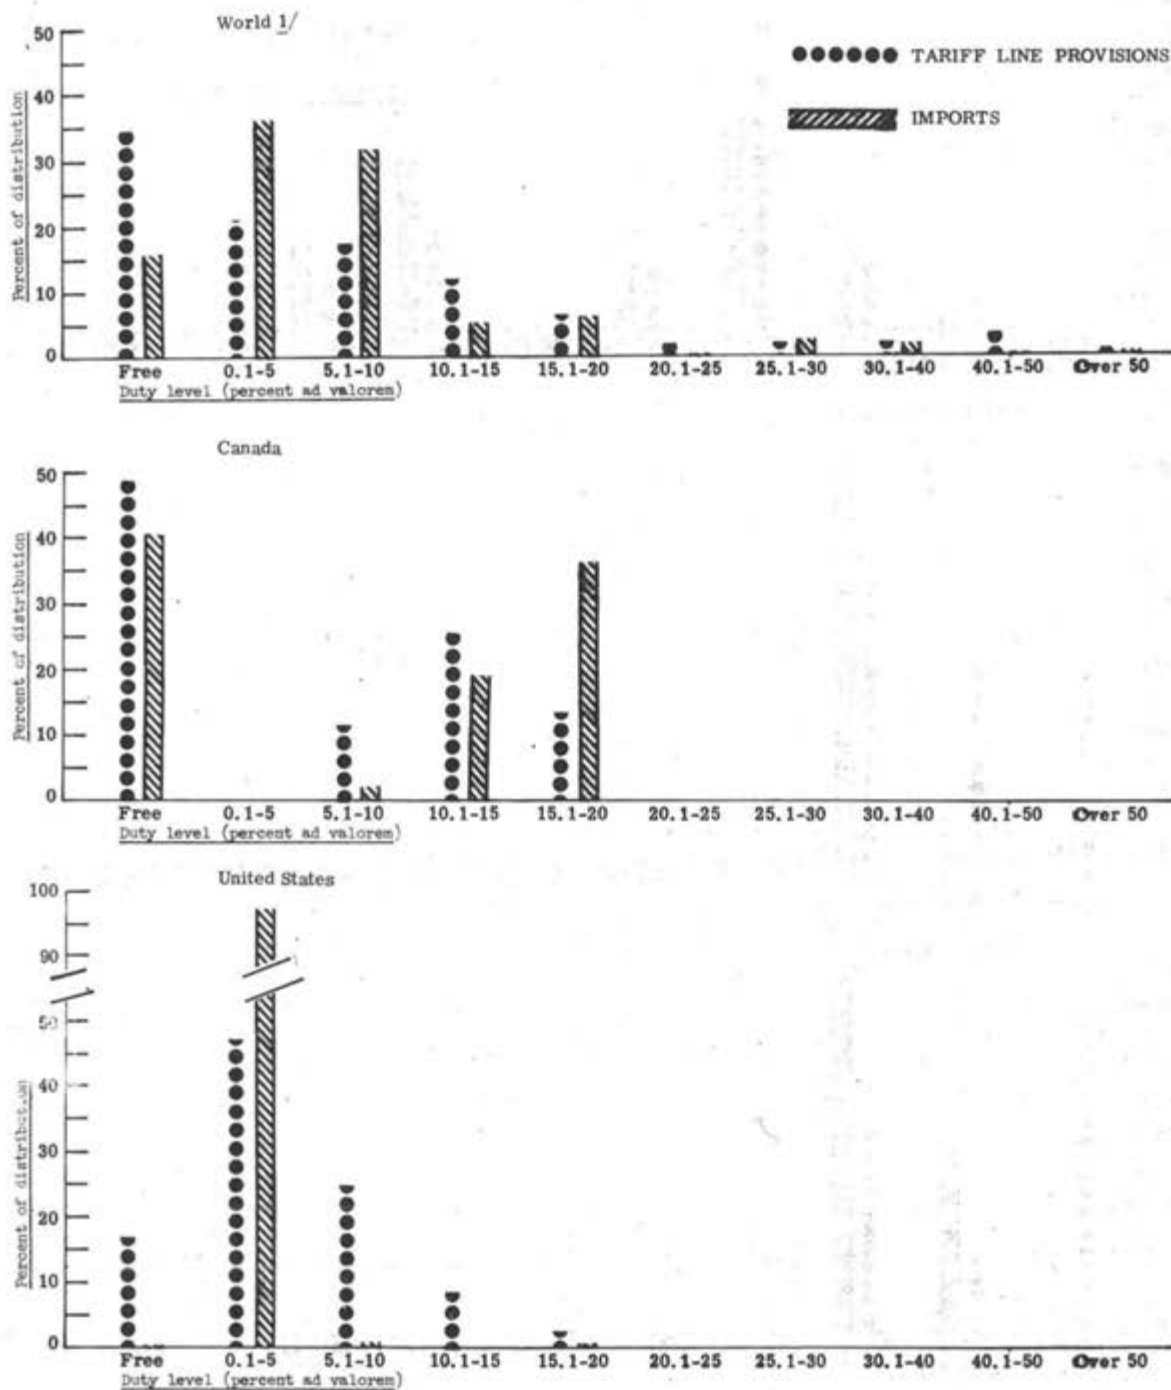 World 1/
TARIFF LINE PROVISIONS
IMPORTS
Percent of distribution
50
40
30
20
10
0
Free 0.1-5 5.1-10 10.1-15 15.1-20 20.1-25 25.1-30 30.1-40 40.1-50 Over 50
Duty level (percent ad valorem)
Canada
Percent of distribution
50
40
30
20
10
0
Free 0.1-5 5.1-10 10.1-15 15.1-20 20.1-25 25.1-30 30.1-40 40.1-50 Over 50
Duty level (percent ad valorem)
United States
Percent of distribution
100
90
50
40
30
20
10
0
Free 0.1-5 5.1-10 10.1-15 15.1-20 20.1-25 25.1-30 30.1-40 40.1-50 Over 50
Duty level (percent ad valorem)